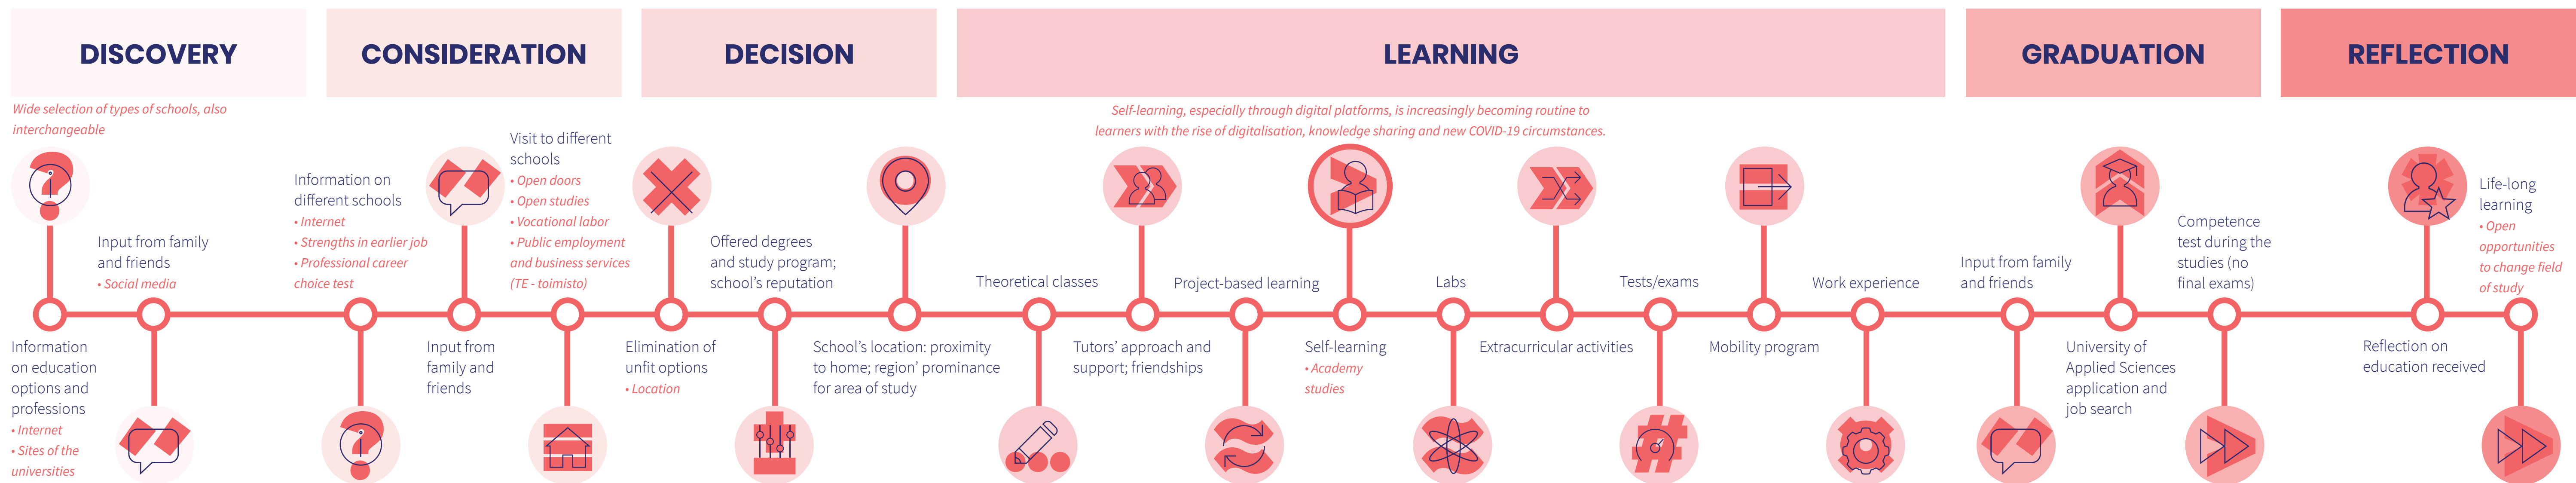 DISCOVERY
CONSIDERATION
DECISION
LEARNING
GRADUATION
REFLECTION
Wide selection of types of schools, also
interchangeable
Self-learning, especially through digital platforms, is increasingly becoming routine to
learners with the rise of digitalisation, knowledge sharing and new COVID-19 circumstances.
Information
on education
options and
professions
• Internet
• Sites of the
universities
Input from family
and friends
• Social media
Information on
different schools
• Internet
• Strengths in earlier job
• Professional career
choice test
Input from
family and
friends
Visit to different
schools
• Open doors
• Open studies
• Vocational labor
• Public employment
and business services
(TE - toimisto)
Elimination of
unfit options
• Location
Offered degrees
and study program;
school's reputation
School's location: proximity
to home; region' prominance
for area of study
Theoretical classes
Tutors' approach and
support; friendships
Project-based learning
Self-learning
• Academy
studies
Labs
Extracurricular activities
Tests/exams
Mobility program
Work experience
Input from family
and friends
University of
Applied Sciences
application and
job search
Competence
test during the
studies (no
final exams)
Reflection on
education received
Life-long
learning
• Open
opportunities
to change field
of study